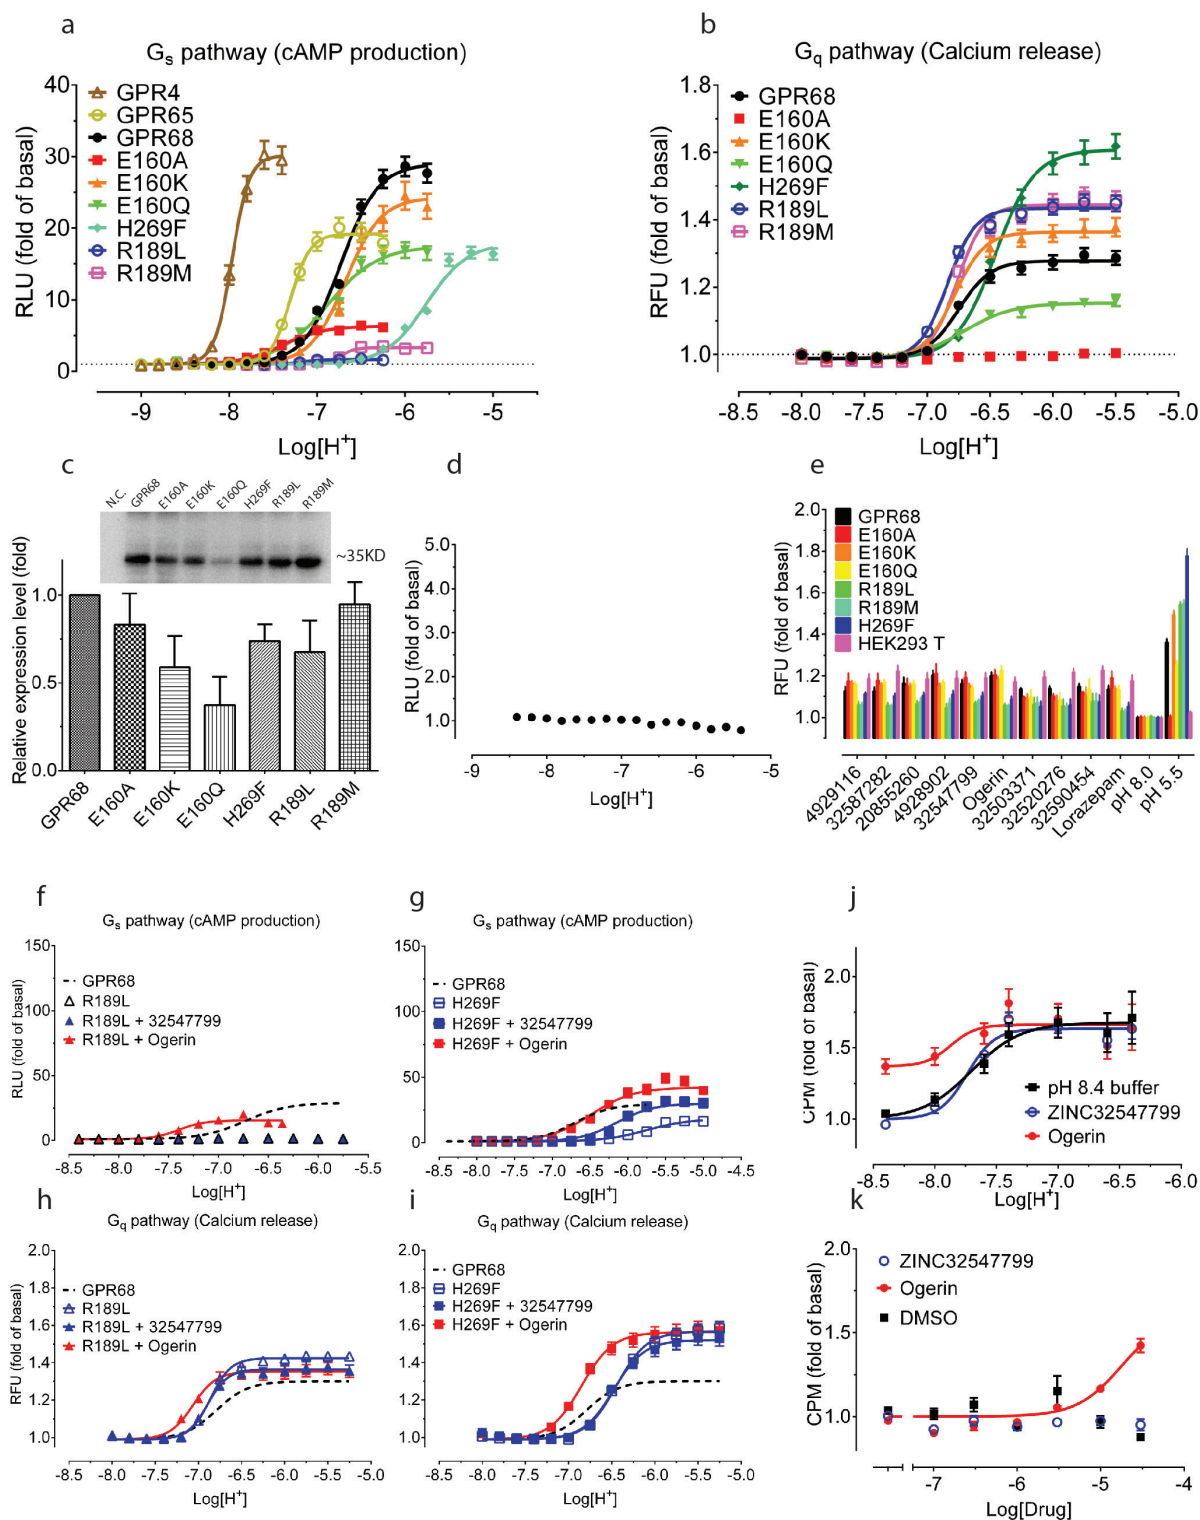 a
Gs pathway (cAMP production)
RLU (fold of basal)
40
30
20
10
0
GPR4
GPR65
GPR68
E160A
E160K
E160Q
H269F
R189L
R189M
-9 -8 -7 -6 -5
Log[H+]
b
Gq pathway (Calcium release)
RFU (fold of basal)
1.8
1.6
1.4
1.2
1.0
GPR68
E160A
E160K
E160Q
H269F
R189L
R189M
-8.5 -8.0 -7.5 -7.0 -6.5 -6.0 -5.5 -5.0
Log[H+]
c
N.C. GPR68 E160A E160K E160Q H269F R189L R189M
~35KD
Relative expression level (fold)
1.0
0.5
0.0
GPR68 E160A E160K E160Q H269F R189L R189M
d
RLU (fold of basal)
5.0
4.0
3.0
2.0
1.0
-9 -8 -7 -6 -5
Log[H+]
e
RFU (fold of basal)
2.0
1.8
1.6
1.4
1.2
1.0
GPR68
E160A
E160K
E160Q
R189L
R189M
H269F
HEK293 T
4929116 32587282 20855260 4928902 32547799 Ogerin 32503371 32520276 32590454 Lorazepam pH 8.0 pH 5.5
f
Gs pathway (cAMP production)
RLU (fold of basal)
150
100
50
0
GPR68
R189L
R189L + 32547799
R189L + Ogerin
-8.5 -8.0 -7.5 -7.0 -6.5 -6.0 -5.5
Log[H+]
g
Gs pathway (cAMP production)
150
100
50
0
GPR68
H269F
H269F + 32547799
H269F + Ogerin
-8.5 -8.0 -7.5 -7.0 -6.5 -6.0 -5.5 -5.0 -4.5
Log[H+]
j
CPM (fold of basal)
2.0
1.5
1.0
pH 8.4 buffer
ZINC32547799
Ogerin
-8.5 -8.0 -7.5 -7.0 -6.5 -6.0
Log[H+]
h
Gq pathway (Calcium release)
RFU (fold of basal)
2.0
1.8
1.6
1.4
1.2
1.0
GPR68
R189L
R189L + 32547799
R189L + Ogerin
-8.5 -8.0 -7.5 -7.0 -6.5 -6.0 -5.5 -5.0
Log[H+]
i
Gq pathway (Calcium release)
2.0
1.8
1.6
1.4
1.2
1.0
GPR68
H269F
H269F + 32547799
H269F + Ogerin
-8.5 -8.0 -7.5 -7.0 -6.5 -6.0 -5.5 -5.0
Log[H+]
k
CPM (fold of basal)
2.0
1.5
1.0
ZINC32547799
Ogerin
DMSO
-7 -6 -5 -4
Log[Drug]